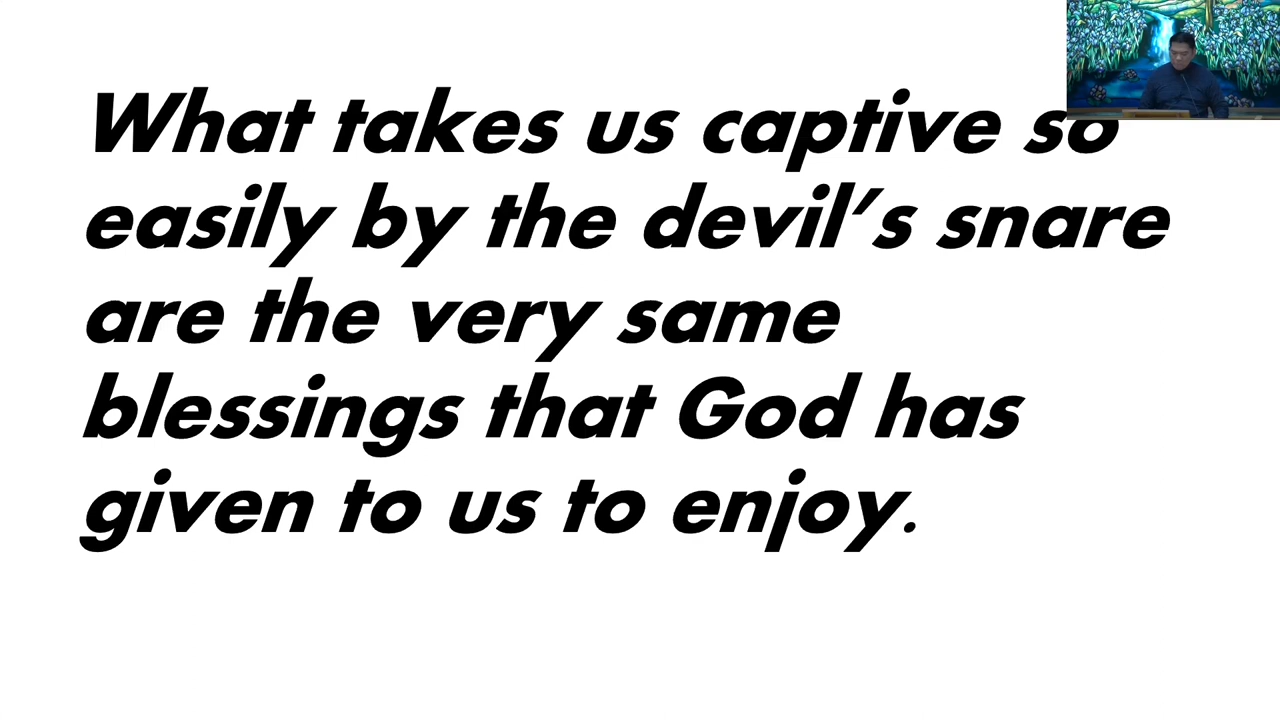 What takes us captive so
easily by the devil’s snare
are the very same
blessings that God has
given to us to enjoy.